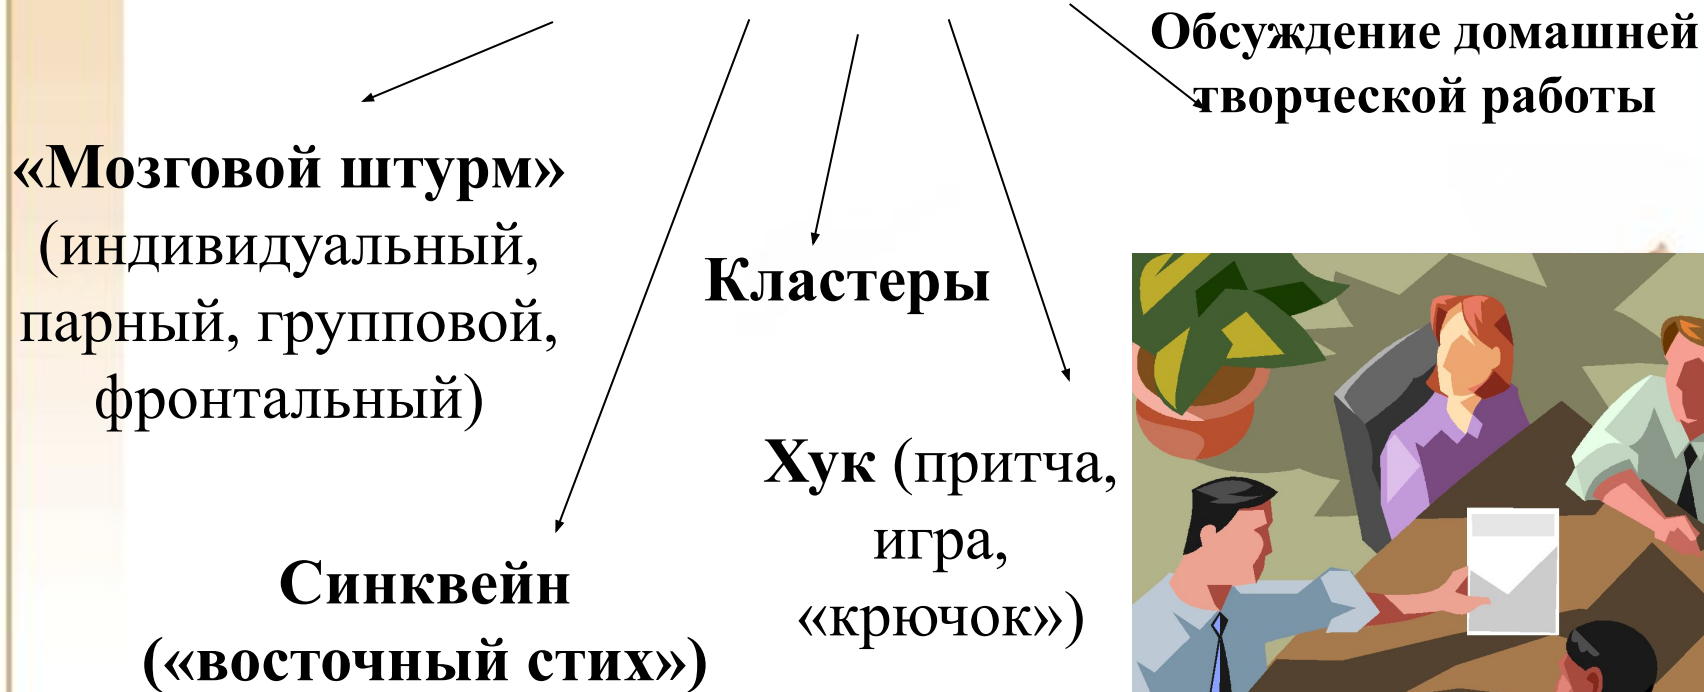 Обсуждение домашней
творческой работы
«Мозговой штурм»
(индивидуальный,
парный, групповой,
фронтальный)
Кластеры
Хук (притча,
игра,
«крючок»)
Синквейн
(«восточный стих»)